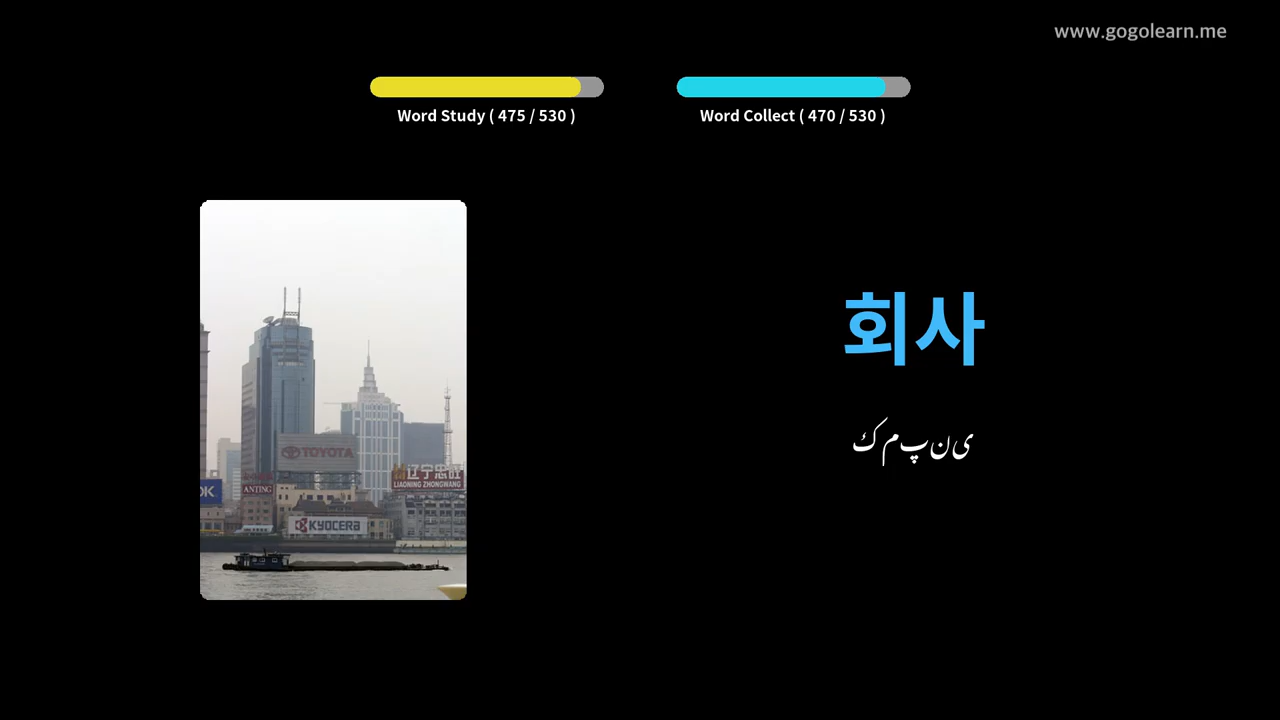 www.gogolearn.me
Word Study ( 475 / 530 )
Word Collect ( 470 / 530 )
회사
کمپنی
TOYOTA
辽宁忠旺
LIAONING ZHONGWANG
OK
ANTING
KYOCERA